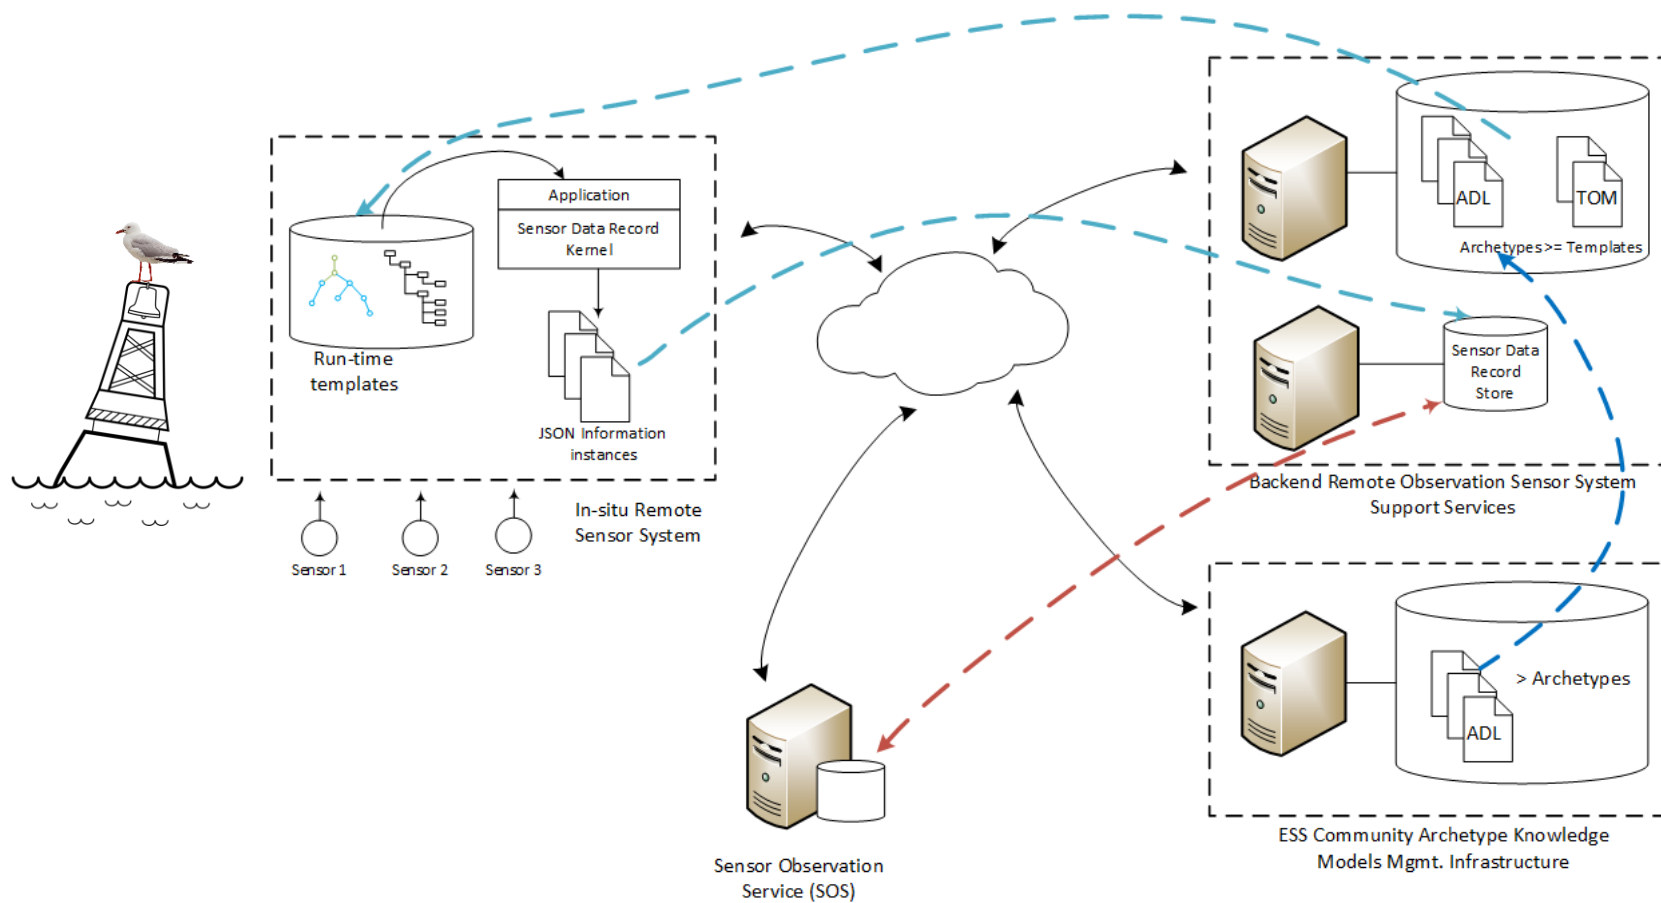 Application
Sensor Data Record
Kernel
Run-time
templates
JSON Information
instances
In-situ Remote
Sensor System
Sensor 1
Sensor 2
Sensor 3
ADL
TOM
Archetypes>= Templates
Sensor Data
Record
Store
Backend Remote Observation Sensor System
Support Services
> Archetypes
ADL
ESS Community Archetype Knowledge
Models Mgmt. Infrastructure
Sensor Observation
Service (SOS)